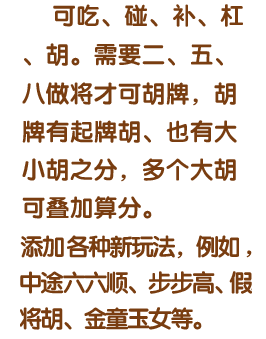 可吃、碰、补、杠
、胡。需要二、五、
八做将才可胡牌，胡
牌有起牌胡、也有大
小胡之分，多个大胡
可叠加算分。
添加各种新玩法，例如，
中途六六顺、步步高、假
将胡、金童玉女等。